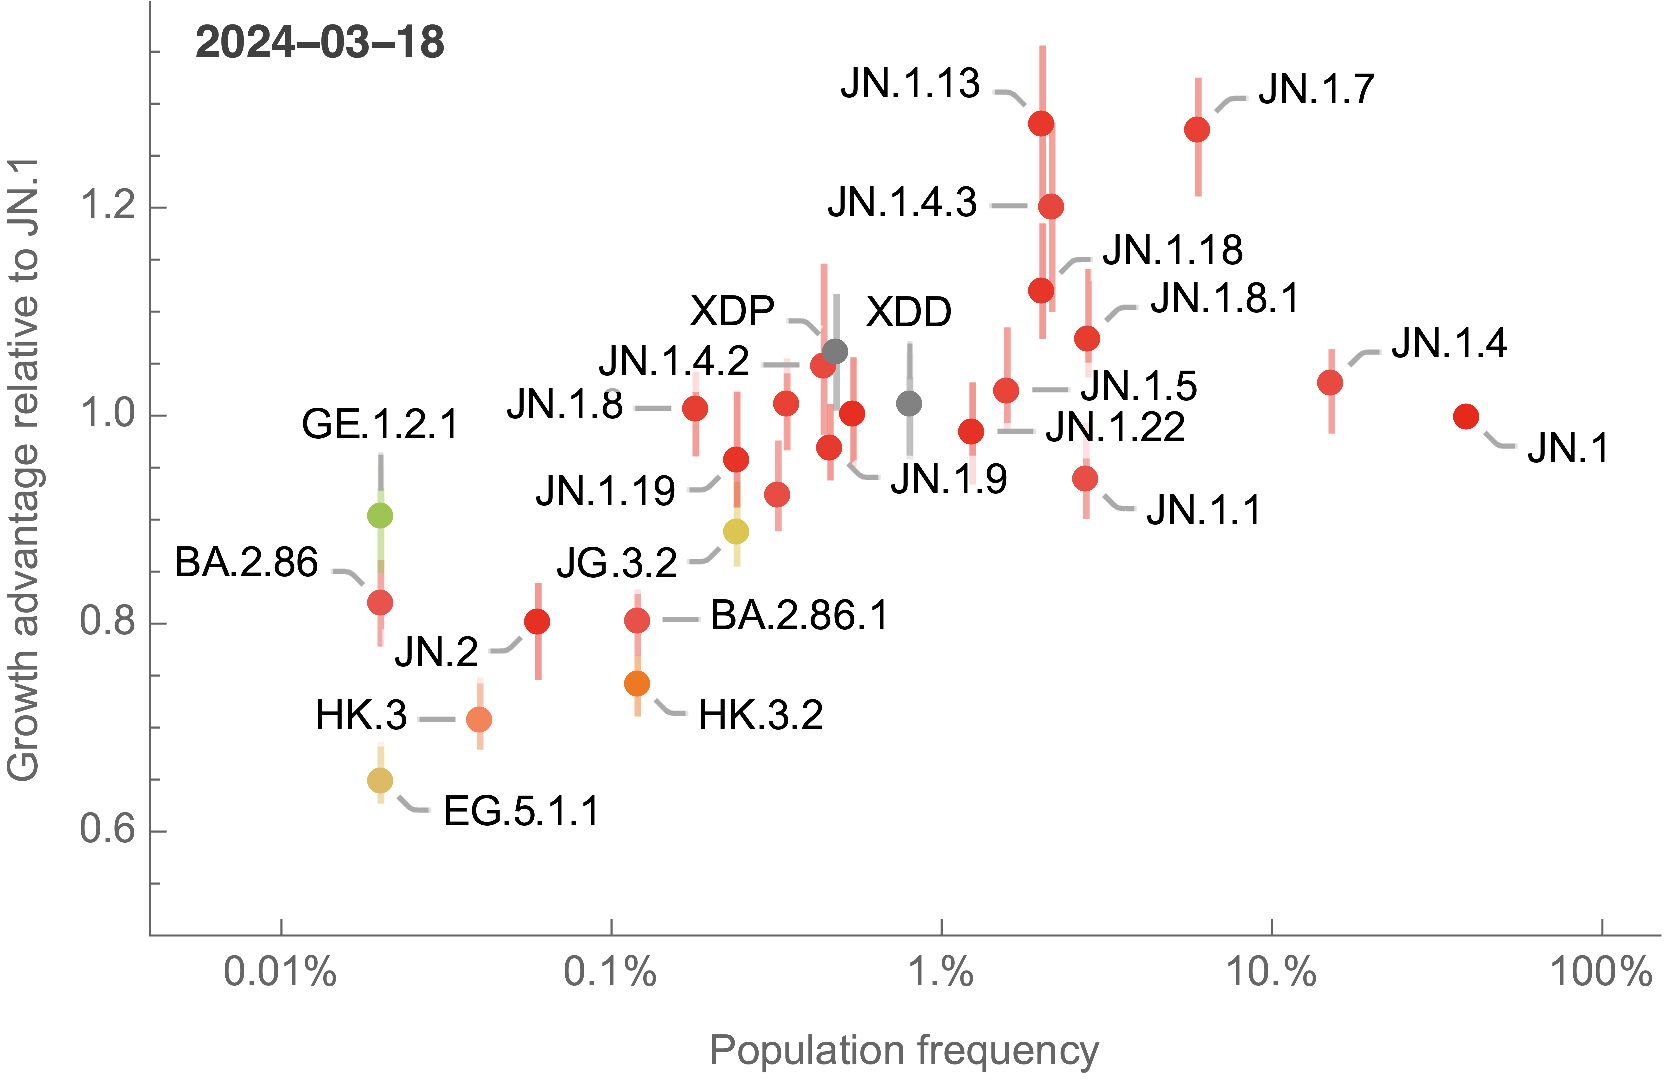 2024–03–18
JN.1.13
JN.1.7
JN.1.4.3
1.2
JN.1.18
JN.1.8.1
XDP
XDD
JN.1.4
JN.1.4.2
JN.1.5
JN.1.8
1.0
GE.1.2.1
JN.1.22
JN.1
JN.1.19
JN.1.9
JN.1.1
BA.2.86
JG.3.2
0.8
BA.2.86.1
JN.2
HK.3
HK.3.2
EG.5.1.1
0.6
Growth advantage relative to JN.1
0.01%
0.1%
1.%
10.%
100%
Population frequency